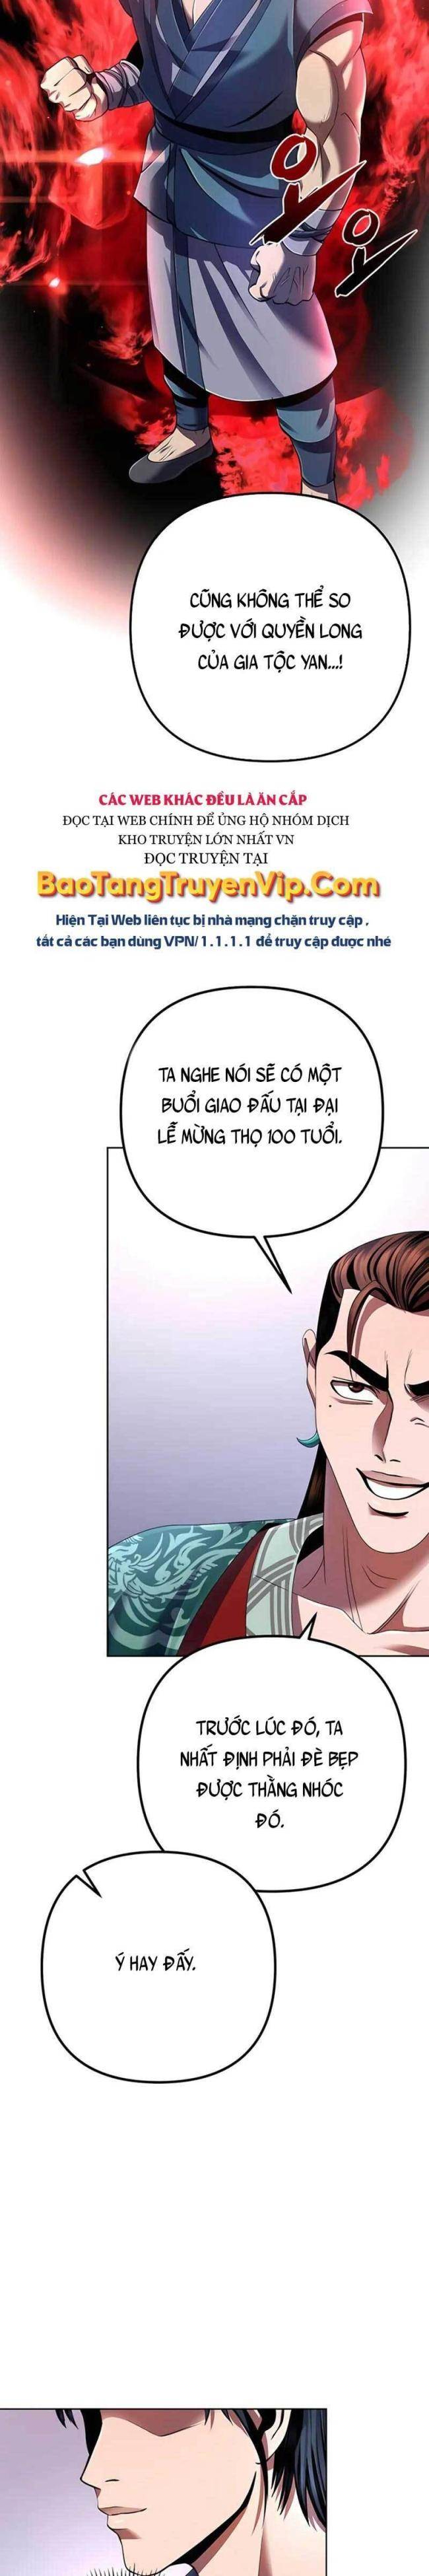 오
오
CŨNG KHÔNG THỂ SO
ĐƯỢC VỚI QUYỀN LONG
CỦA GIA TỘC YAN...!
CÁC WEB KHÁC ĐỀU LÀ ĂN CẮP
ĐỌC TẠI WEB CHÍNH ĐỂ ỦNG HỘ NHÓM DỊCH
KHO TRUYỆN LỚN NHẤT VN
ĐỌC TRUYỆN TẠI
BaoTangTruyenVip.Com
Hiện Tại Web liên tục bị nhà mạng chặn truy cập,
tất cả các bạn dùng VPN/1.1.1.1 để truy cập được nhé
TA NGHE NÓI SẼ CÓ MỘT
BUỔI GIAO ĐẤU TẠI ĐẠI
LỄ MỪNG THỌ 100 TUỔI.
TRƯỚC LÚC ĐÓ, TA
NHẤT ĐỊNH PHẢI ĐÈ BẸP
ĐƯỢC THẰNG NHÓC
ĐÓ.
Ý HAY ĐẤY.